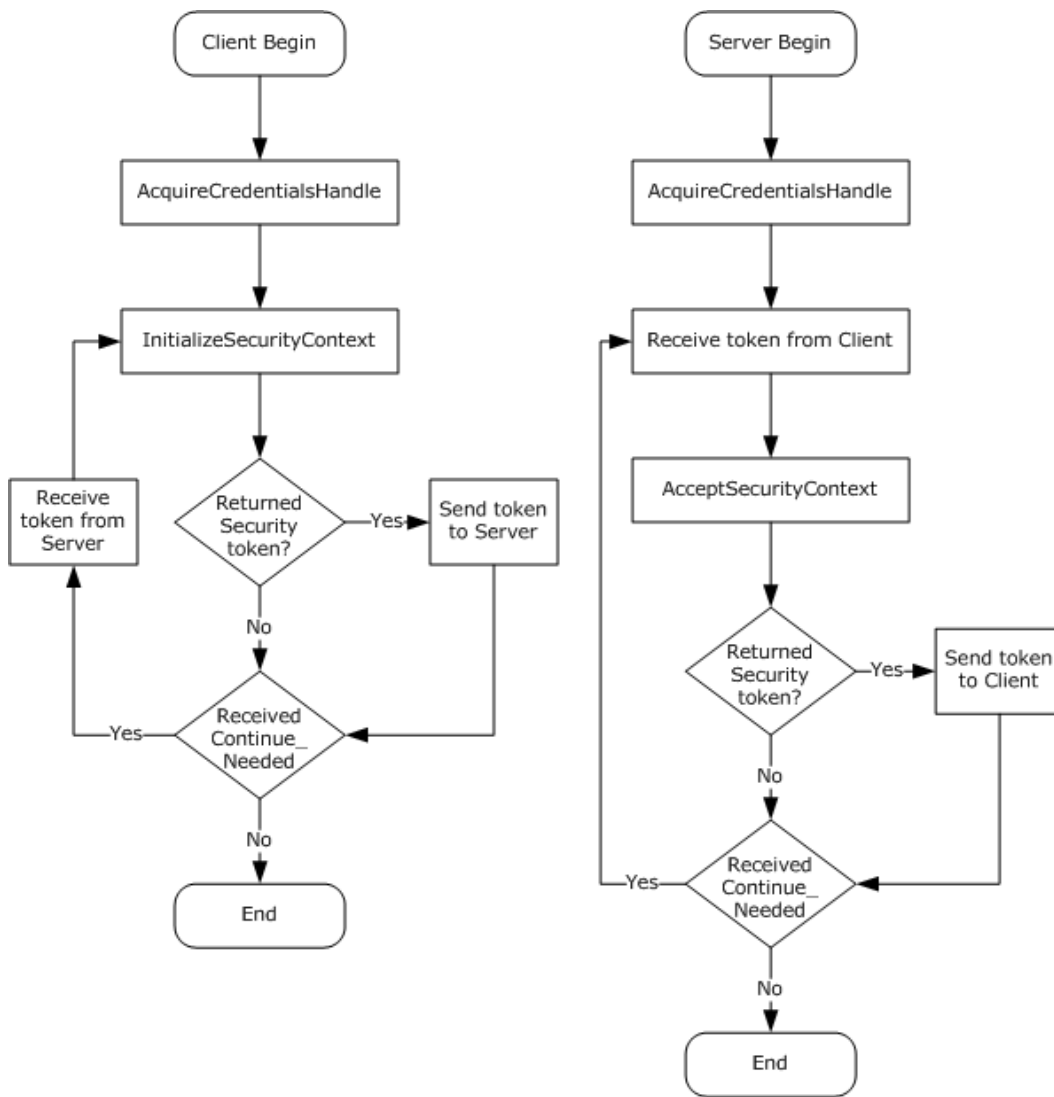 Client Begin
AcquireCredentialsHandle
InitializeSecurityContext
Receive
token from
Server
Returned
Security
token?
Yes
Send token
to Server
No
Yes
Received
Continue_
Needed
No
End
Server Begin
AcquireCredentialsHandle
Receive token from Client
AcceptSecurityContext
Returned
Security
token?
Yes
Send token
to Client
No
Yes
Received
Continue_
Needed
No
End